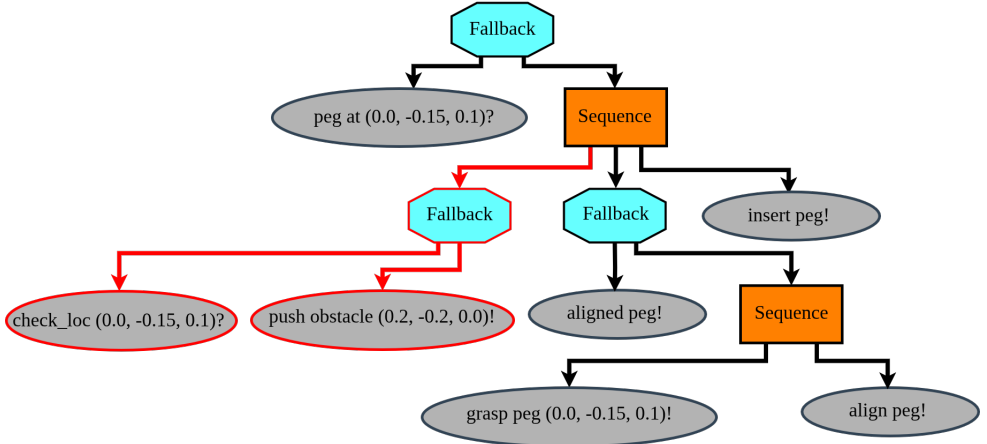 Fallback
peg at (0.0, -0.15, 0.1)?
Sequence
Fallback
Fallback
insert peg!
check_loc (0.0, -0.15, 0.1)?
push obstacle (0.2, -0.2, 0.0)!
aligned peg!
Sequence
grasp peg (0.0, -0.15, 0.1)!
align peg!